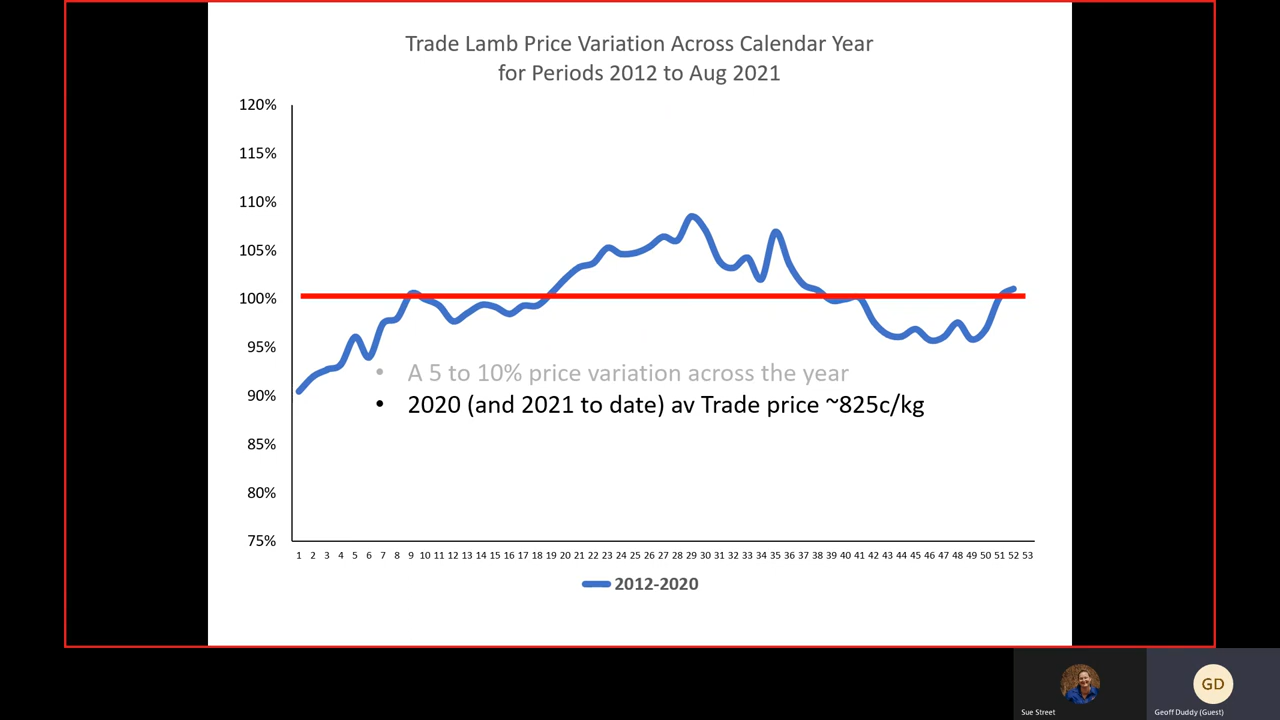 Trade Lamb Price Variation Across Calendar Year
for Periods 2012 to Aug 2021
120%
115%
110%
105%
100%
95%
90%
85%
80%
75%
• A 5 to 10% price variation across the year
• 2020 (and 2021 to date) av Trade price ~825c/kg
1 2 3 4 5 6 7 8 9 10 11 12 13 14 15 16 17 18 19 20 21 22 23 24 25 26 27 28 29 30 31 32 33 34 35 36 37 38 39 40 41 42 43 44 45 46 47 48 49 50 51 52 53
2012-2020
GD
Sue Street
Geoff Duddy (Guest)